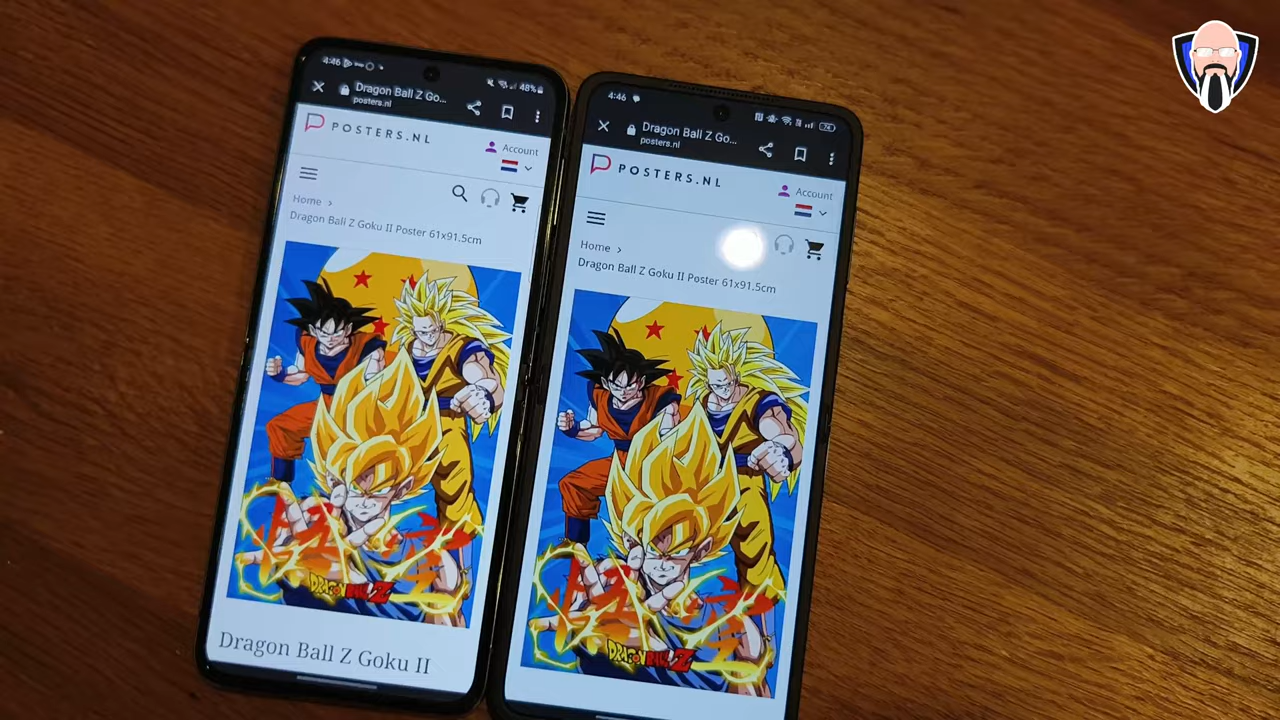 4:46
48%
Dragon Ball Z Go...
posters.nl
POSTERS.NL
Account
Home >
Dragon Ball Z Goku II Poster 61x91.5cm
DRAGON BALL Z
Dragon Ball Z Goku II
4:46
74
Dragon Ball Z Go...
posters.nl
POSTERS.NL
Account
Home >
Dragon Ball Z Goku II Poster 61x91.5cm
DRAGON BALL Z